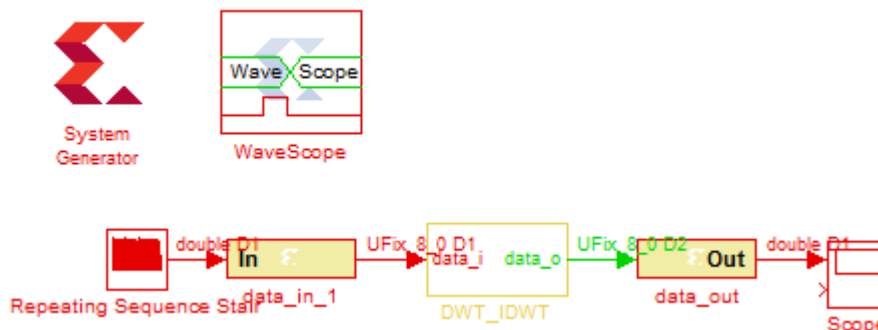 Wave Scope
System
Generator
WaveScope
double D1
In
UFix_8_0 D1
data_i
data_o
UFix_8_0 D2
Out
double D1
Repeating Sequence Stair
data_in_1
DWT_IDWT
data_out
Scope